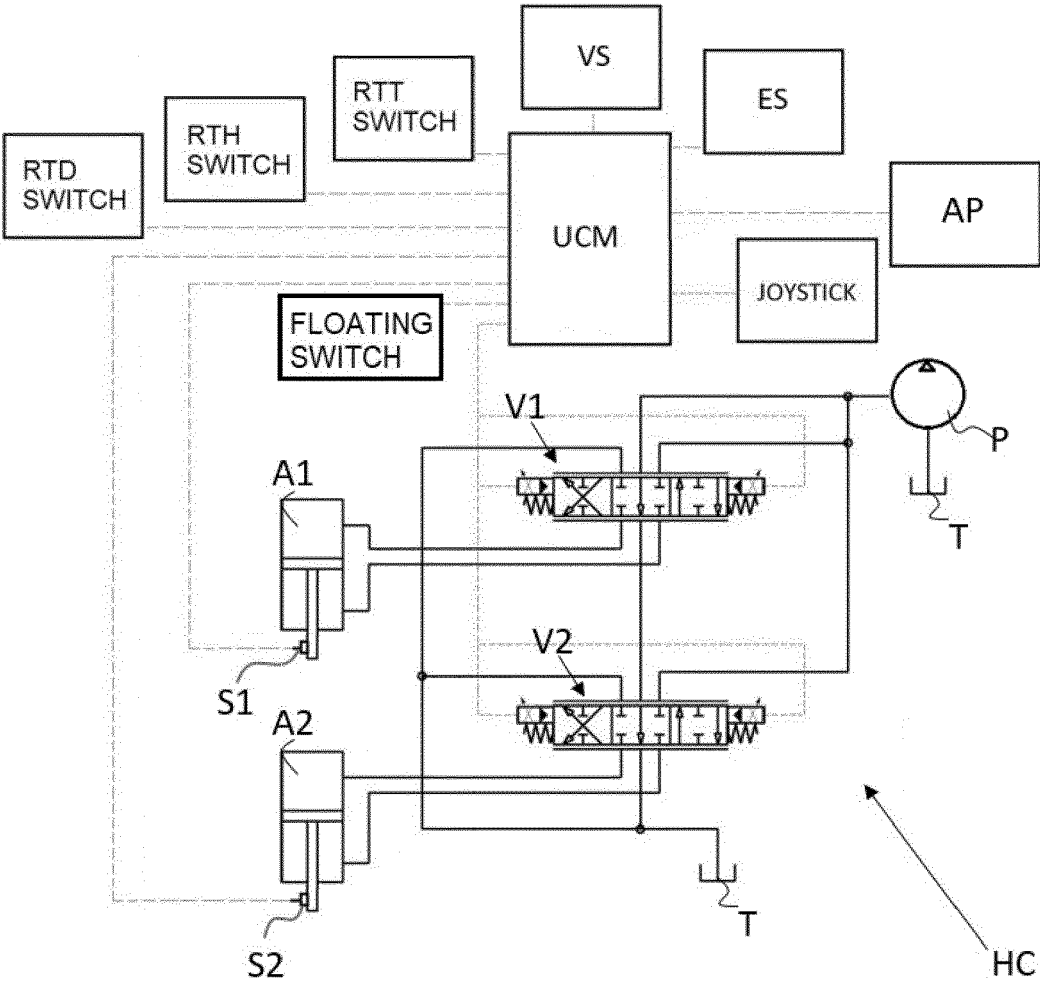 VS
RTT
SWITCH
ES
RTH
SWITCH
RTD
SWITCH
AP
UCM
JOYSTICK
FLOATING
SWITCH
V1
P
A1
T
V2
S1
A2
T
S2
HC